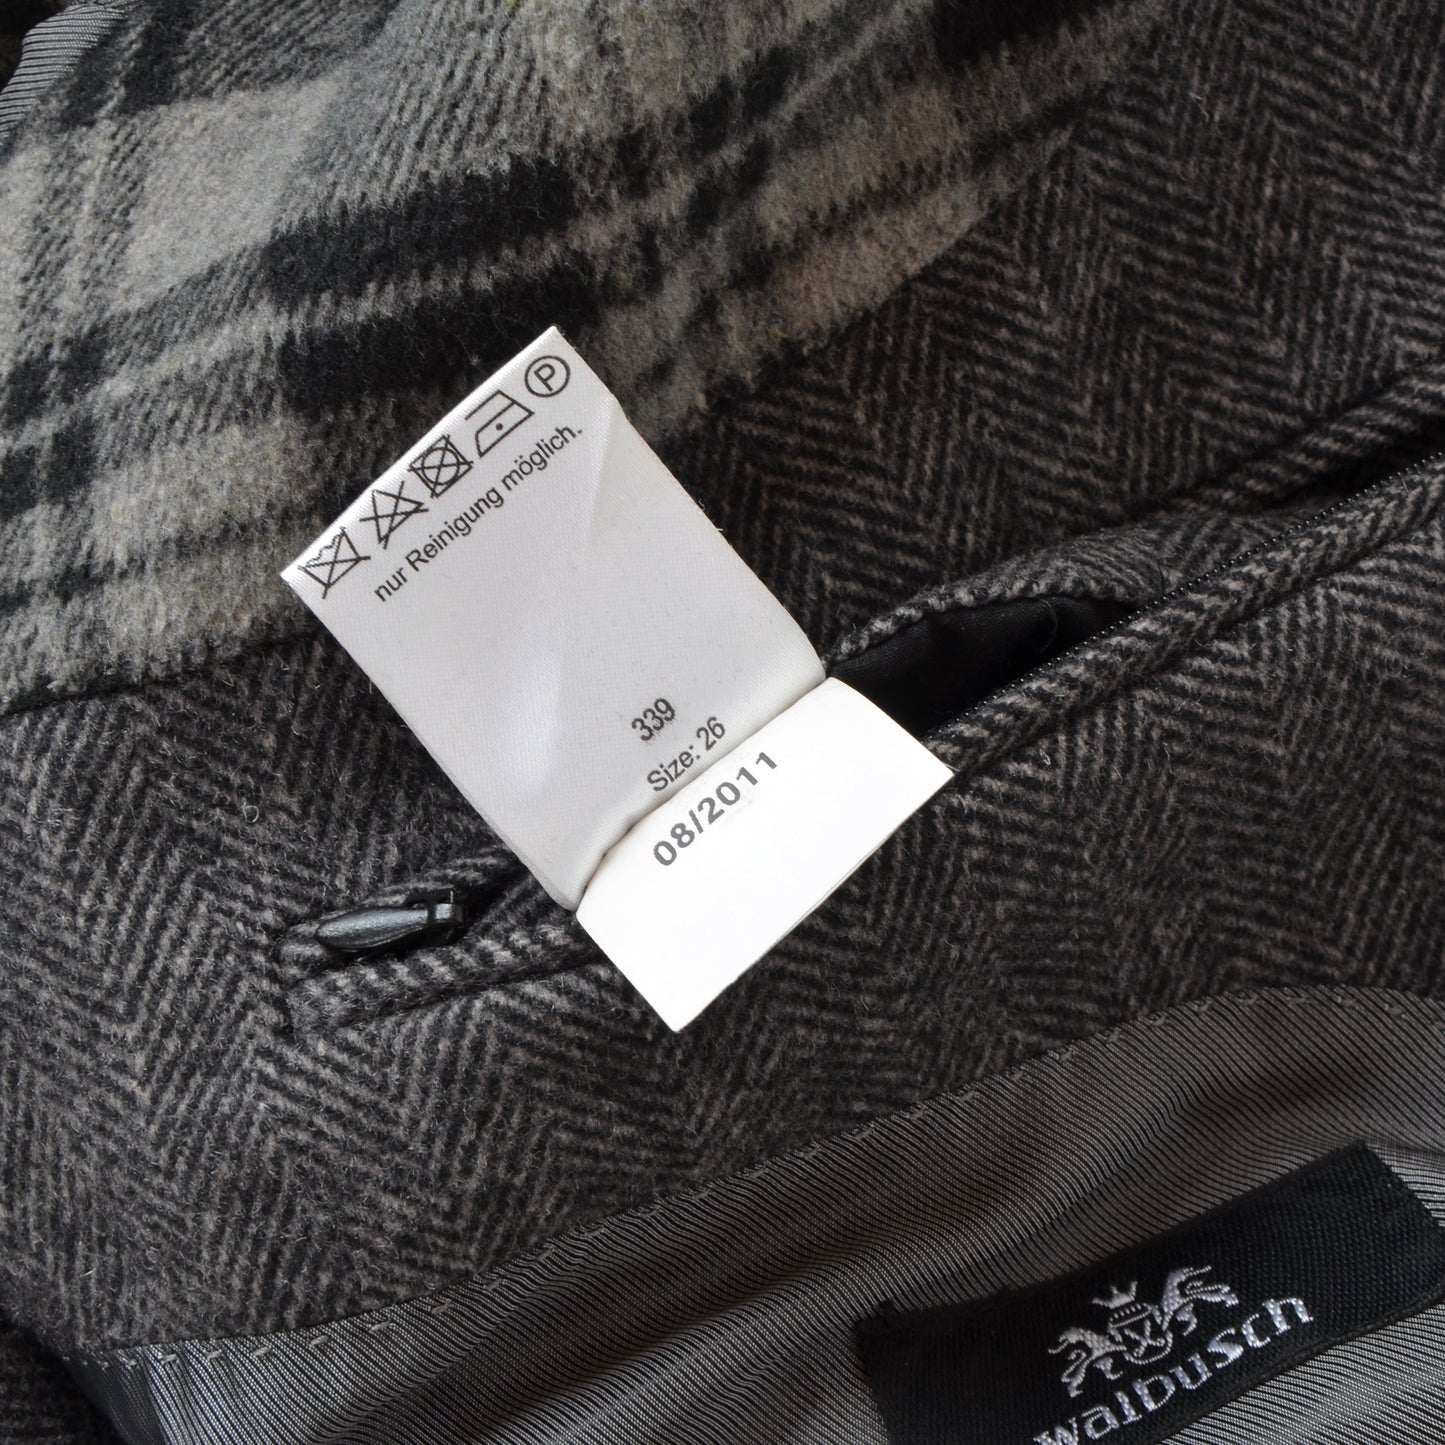 P
nur Reinigung möglich.
339
Size: 26
08/2011
walbusch